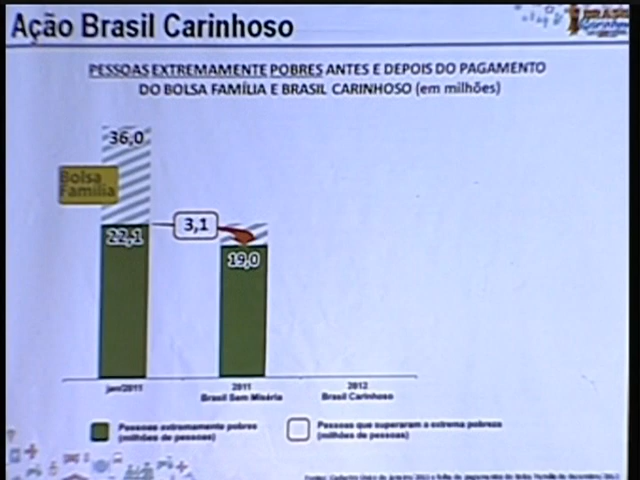 Ação Brasil Carinhoso
PESSOAS EXTREMAMENTE POBRES ANTES E DEPOIS DO PAGAMENTO
DO BOLSA FAMÍLIA E BRASIL CARINHOSO (em milhões)
36,0
Bolsa
Família
22,1
3,1
19,0
jan/2011
2011
Brasil Sem Miséria
2012
Brasil Carinhoso
Pessoas extremamente pobres
(milhões de pessoas)
Pessoas que superaram a extrema pobreza
(milhões de pessoas)